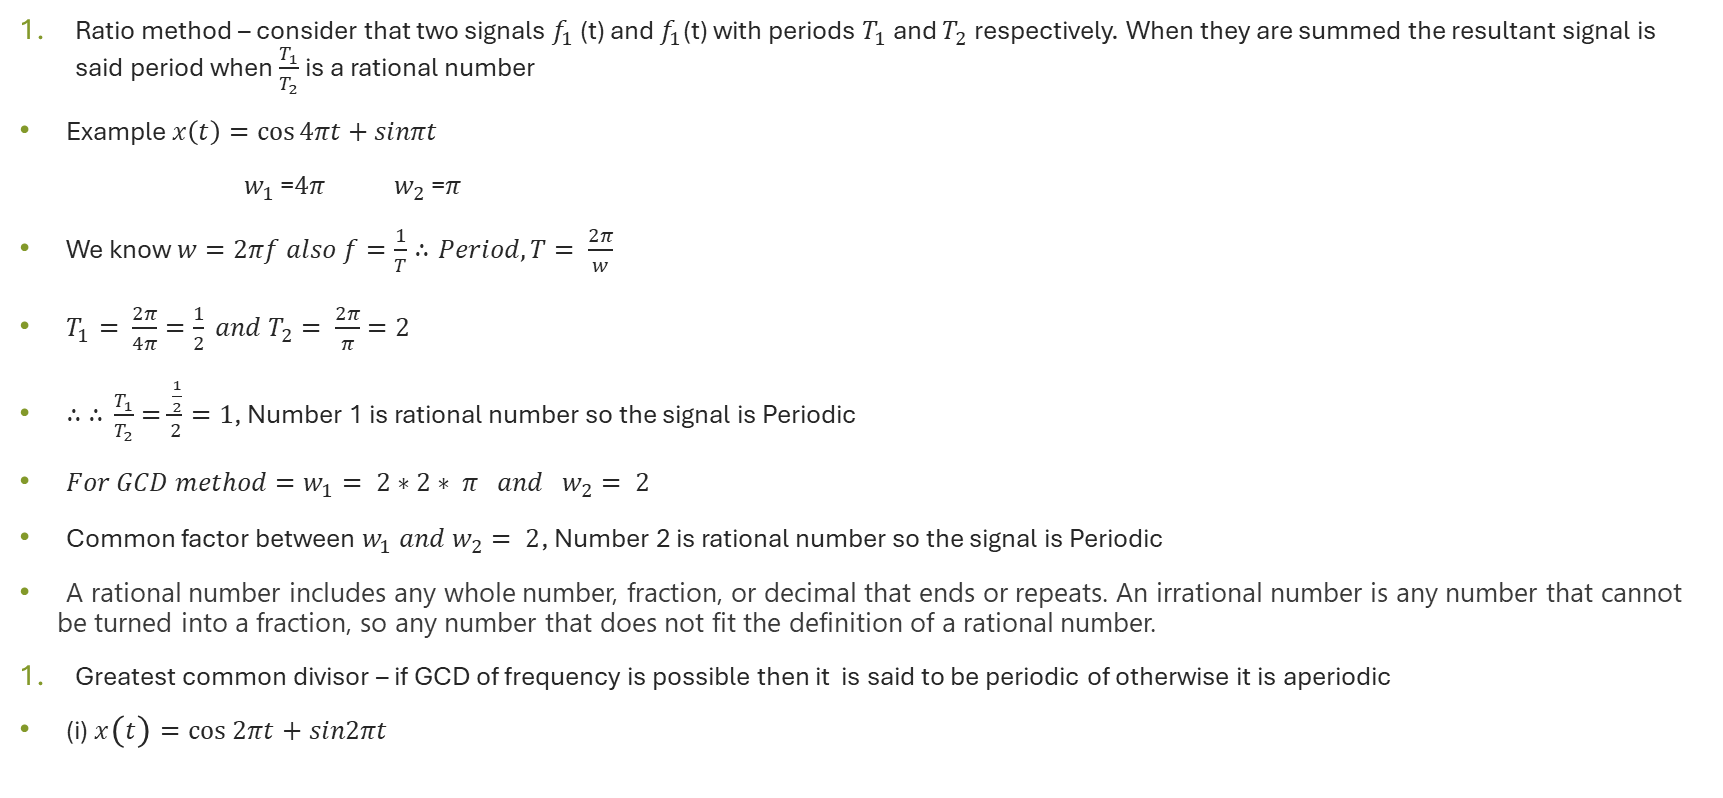 1. Ratio method – consider that two signals f₁ (t) and f₁(t) with periods T₁ and T₂ respectively. When they are summed the resultant signal is
said period when T₁/T₂ is a rational number
• Example x(t) = cos 4πt + sinπt
w₁ =4π w₂ =π
• We know w = 2πf also f = 1/T ∴ Period, T = 2π/w
• T₁ = 2π/4π = 1/2 and T₂ = 2π/π = 2
• ∴ ∴ T₁/T₂ = (1/2)/2 = 1, Number 1 is rational number so the signal is Periodic
• For GCD method = w₁ = 2 ∗ 2 ∗ π and w₂ = 2
• Common factor between w₁ and w₂ = 2, Number 2 is rational number so the signal is Periodic
• A rational number includes any whole number, fraction, or decimal that ends or repeats. An irrational number is any number that cannot
be turned into a fraction, so any number that does not fit the definition of a rational number.
1. Greatest common divisor – if GCD of frequency is possible then it is said to be periodic of otherwise it is aperiodic
• (i) x(t) = cos 2πt + sin2πt